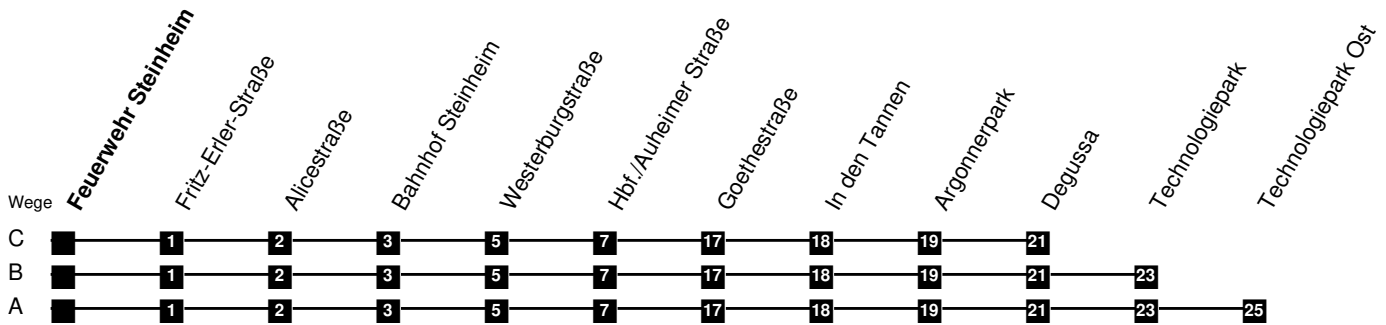 Wege
Feuerwehr Steinheim
Fritz-Erler-Straße
Alicestraße
Bahnhof Steinheim
Westerburgstraße
Hbf./Auheimer Straße
Goethestraße
In den Tannen
Argonnerpark
Degussa
Technologiepark
Technologiepark Ost
C 1 2 3 5 7 17 18 19 21
B 1 2 3 5 7 17 18 19 21 23
A 1 2 3 5 7 17 18 19 21 23 25